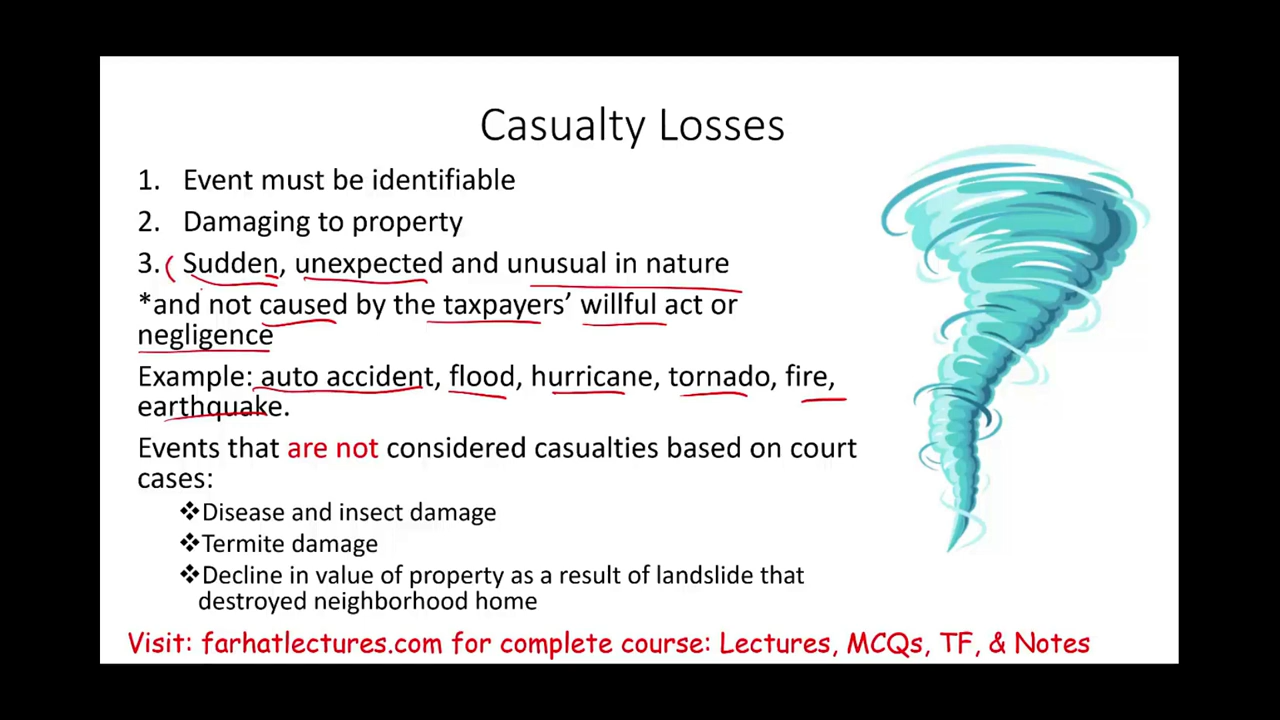 Casualty Losses
1. Event must be identifiable
2. Damaging to property
3. ( Sudden, unexpected and unusual in nature
*and not caused by the taxpayers’ willful act or
negligence
Example: auto accident, flood, hurricane, tornado, fire,
earthquake.
Events that are not considered casualties based on court
cases:
❖Disease and insect damage
❖Termite damage
❖Decline in value of property as a result of landslide that
destroyed neighborhood home
Visit: farhatlectures.com for complete course: Lectures, MCQs, TF, & Notes